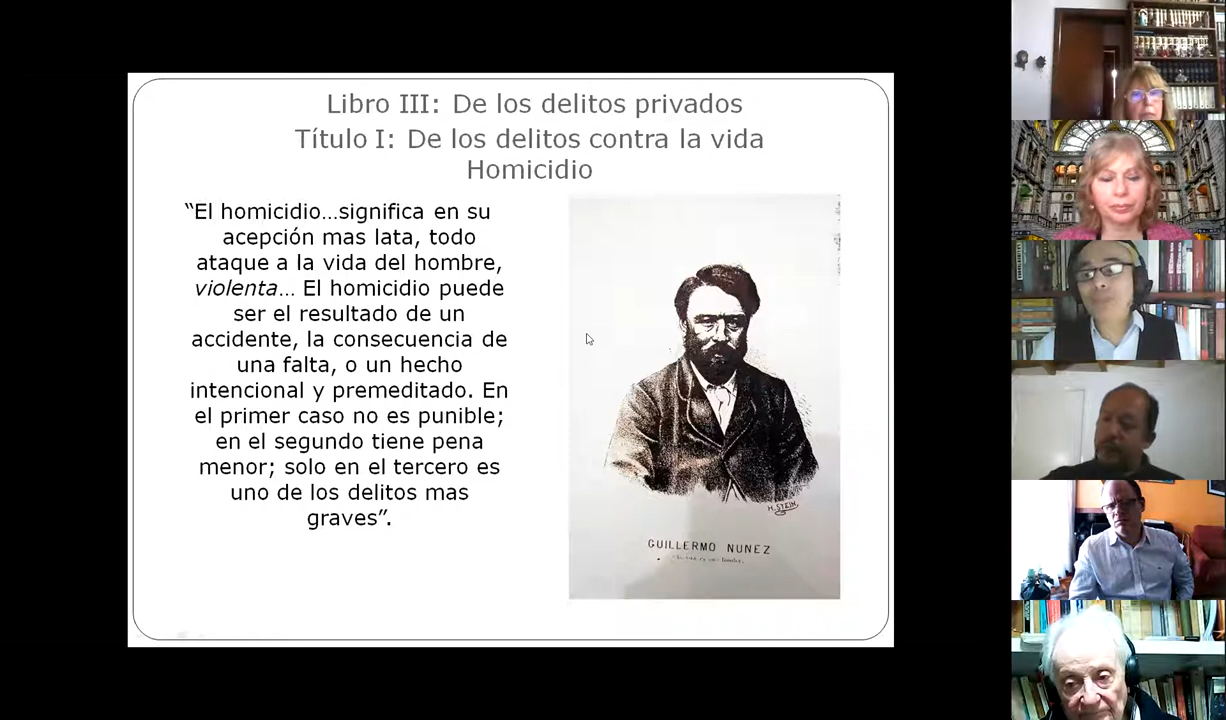 Libro III: De los delitos privados
Título I: De los delitos contra la vida
Homicidio
“El homicidio…significa en su
acepción mas lata, todo
ataque a la vida del hombre,
violenta… El homicidio puede
ser el resultado de un
accidente, la consecuencia de
una falta, o un hecho
intencional y premeditado. En
el primer caso no es punible;
en el segundo tiene pena
menor; solo en el tercero es
uno de los delitos mas
graves”.
H. STEIN
GUILLERMO NUNEZ